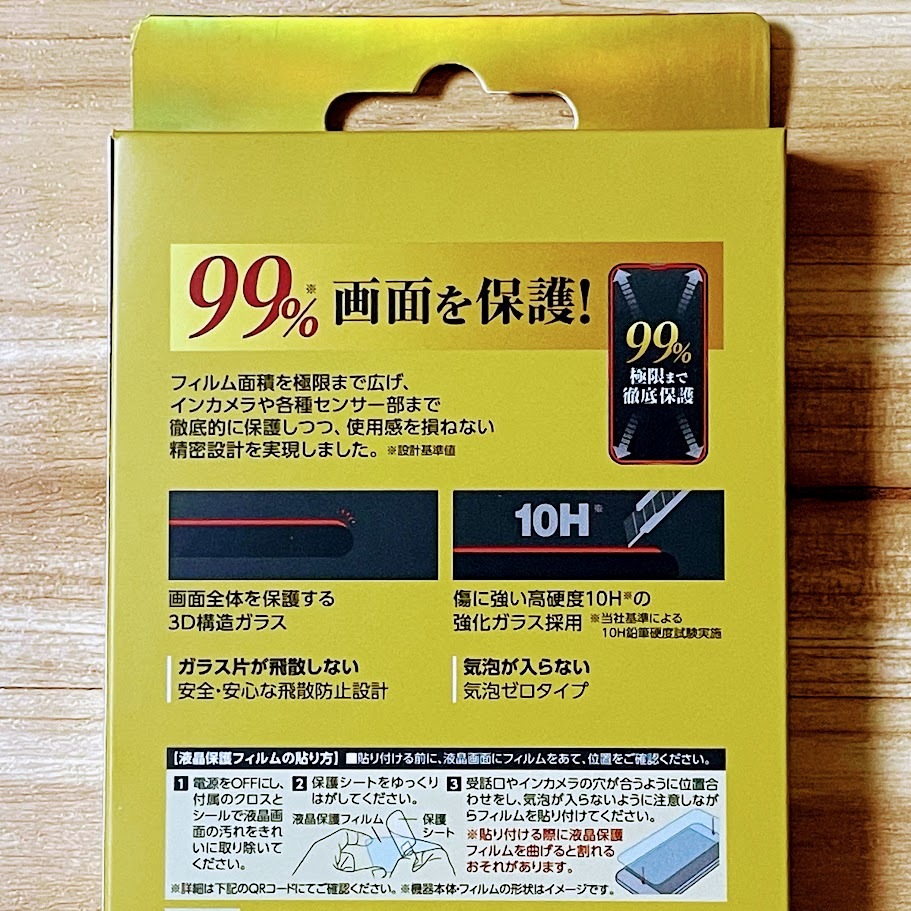 99%※画面を保護!
99%
極限まで
徹底保護
フィルム面積を極限まで広げ、
インカメラや各種センサー部まで
徹底的に保護しつつ、使用感を損ねない
精密設計を実現しました。※設計基準値
10H※
画面全体を保護する
3D構造ガラス
傷に強い高硬度10H※の
強化ガラス採用 ※当社基準による
10H鉛筆硬度試験実施
ガラス片が飛散しない
安全・安心な飛散防止設計
気泡が入らない
気泡ゼロタイプ
【液晶保護フィルムの貼り方】 ■貼り付ける前に、液晶画面にフィルムをあて、位置をご確認ください。
1 電源をOFFにし、
付属のクロスと
シールで液晶画
面の汚れをきれ
いに取り除いて
ください。
2 保護シートをゆっくり
はがしてください。
液晶保護フィルム
保護
シート
3 受話口やインカメラの穴が合うように位置合
わせをし、気泡が入らないように注意しなが
らフィルムを貼り付けてください。
※貼り付ける際に液晶保護
フィルムを曲げると割れる
おそれがあります。
※詳細は下記のQRコードにてご確認ください。※機器本体・フィルムの形状はイメージです。